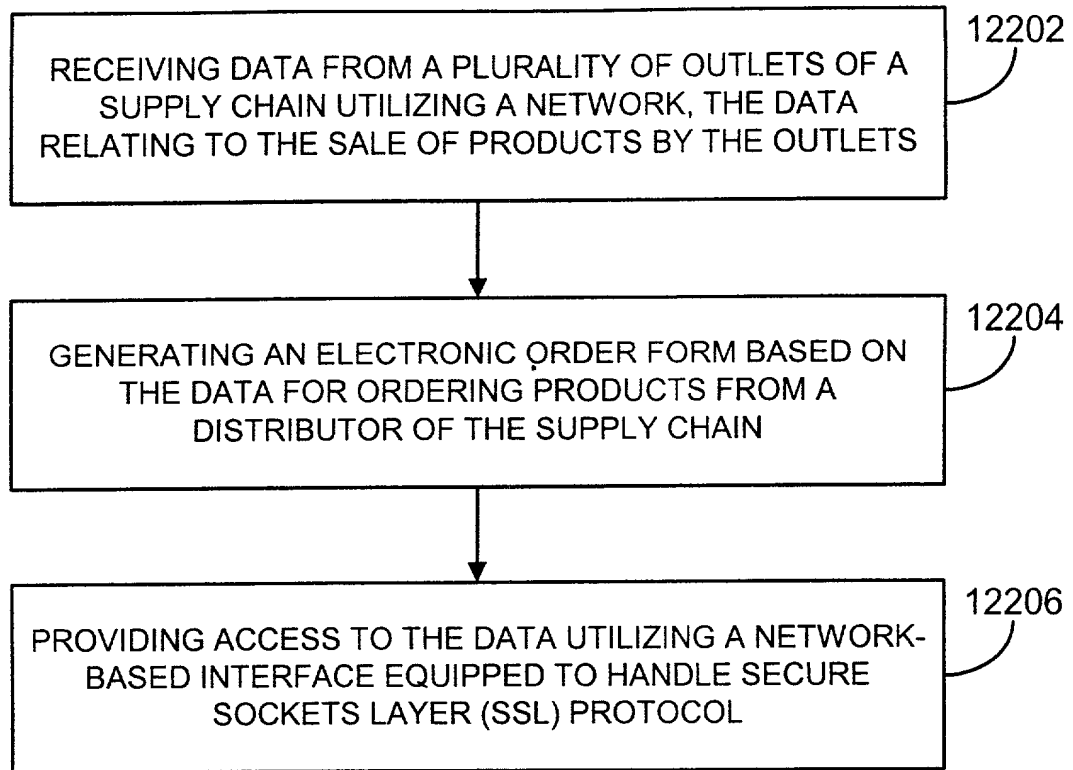 12202
RECEIVING DATA FROM A PLURALITY OF OUTLETS OF A
SUPPLY CHAIN UTILIZING A NETWORK, THE DATA
RELATING TO THE SALE OF PRODUCTS BY THE OUTLETS
12204
GENERATING AN ELECTRONIC ORDER FORM BASED ON
THE DATA FOR ORDERING PRODUCTS FROM A
DISTRIBUTOR OF THE SUPPLY CHAIN
12206
PROVIDING ACCESS TO THE DATA UTILIZING A NETWORK-
BASED INTERFACE EQUIPPED TO HANDLE SECURE
SOCKETS LAYER (SSL) PROTOCOL